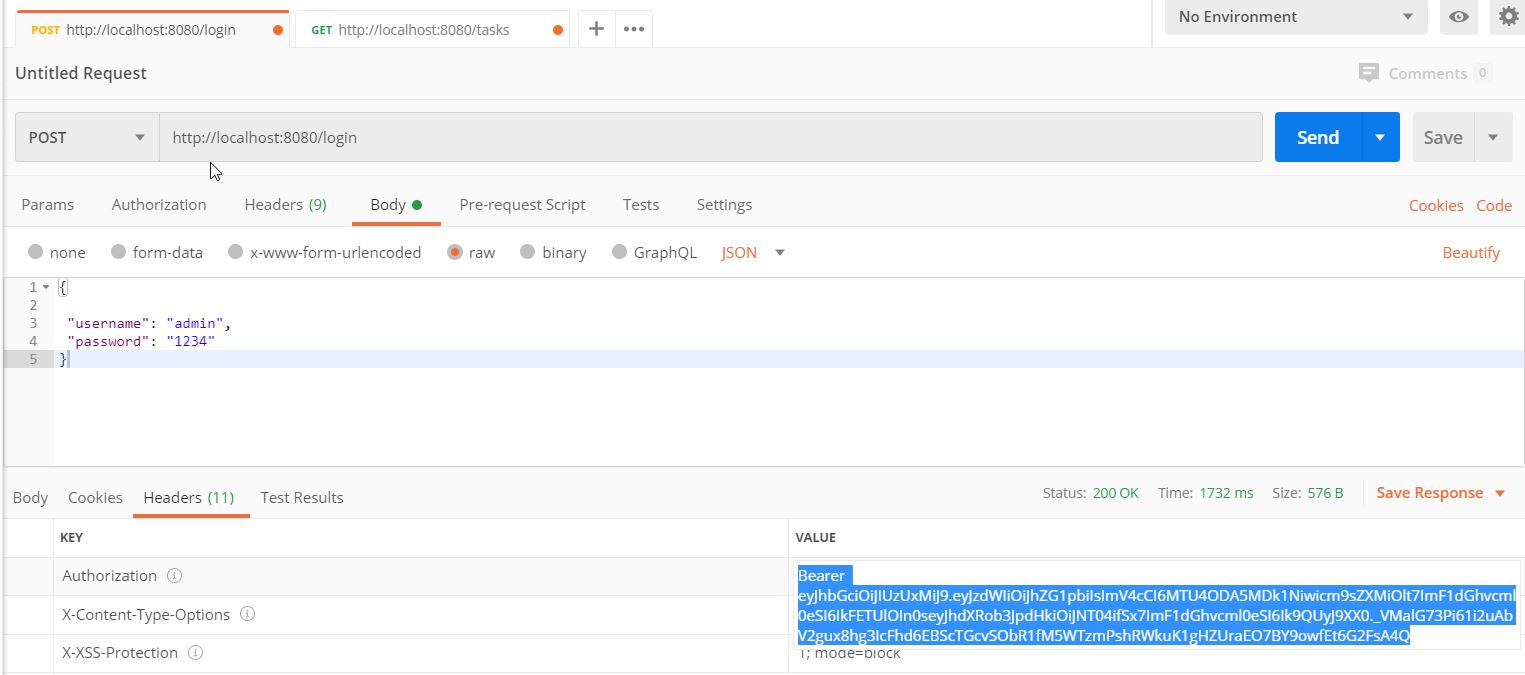 POST http://localhost:8080/login GET http://localhost:8080/tasks No Environment
Untitled Request Comments 0
POST http://localhost:8080/login Send Save
Params Authorization Headers (9) Body Pre-request Script Tests Settings Cookies Code
none form-data x-www-form-urlencoded raw binary GraphQL JSON Beautify
1 {
2
3 "username": "admin",
4 "password": "1234"
5 }
Body Cookies Headers (11) Test Results Status: 200 OK Time: 1732 ms Size: 576 B Save Response
KEY VALUE
Authorization Bearer
eyJhbGciOiJIUzUxMiJ9.eyJzdWIiOiJhZG1pbiIsImV4cCI6MTU4ODA5MDk1Niwicm9sZXMiOlt7ImF1dGhvcml
0eSI6IkFETUlOIn0seyJhdXRob3JpdHkiOiJNT04ifSx7ImF1dGhvcml0eSI6Ik9QUyJ9XX0._VMalG73Pi61i2uAb
V2gux8hg3IcFhd6EBScTGcvSObR1fM5WTzmPshRWkuK1gHZUraEO7BY9owfEt6G2FsA4Q
X-Content-Type-Options
X-XSS-Protection 1; mode=block